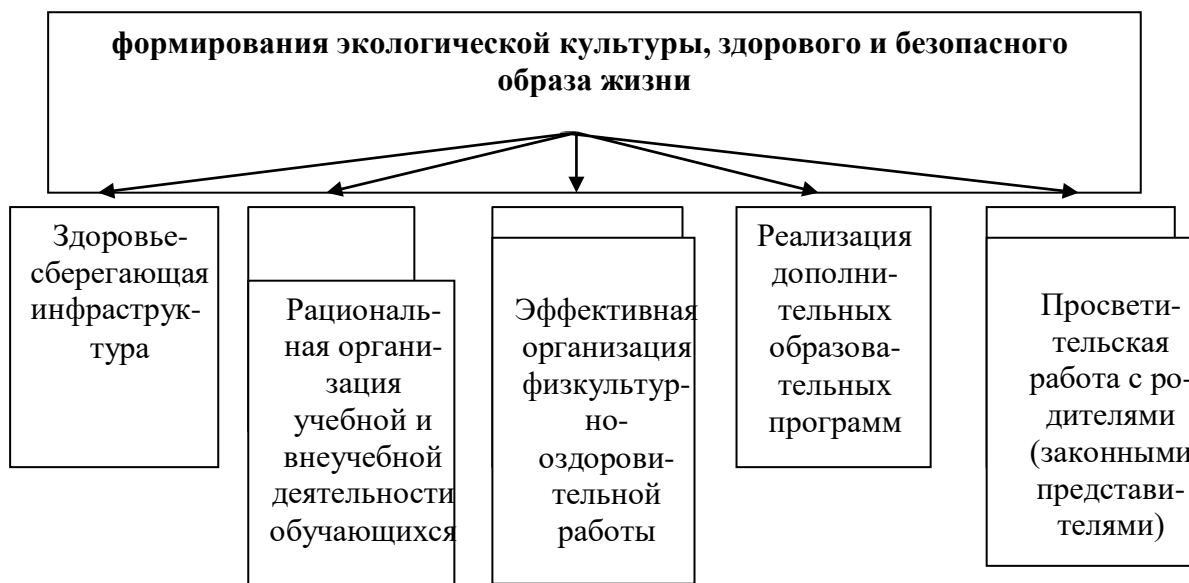 формирования экологической культуры, здорового и безопасного
образа жизни
Здоровье-
сберегающая
инфраструк-
тура
Рациональ-
ная органи-
зация
учебной и
внеучебной
деятельности
обучающихся
Эффективная
организация
физкультур-
но-
оздорови-
тельной
работы
Реализация
дополни-
тельных
образова-
тельных
программ
Просвети-
тельская
работа с ро-
дителями
(законными
представи-
телями)